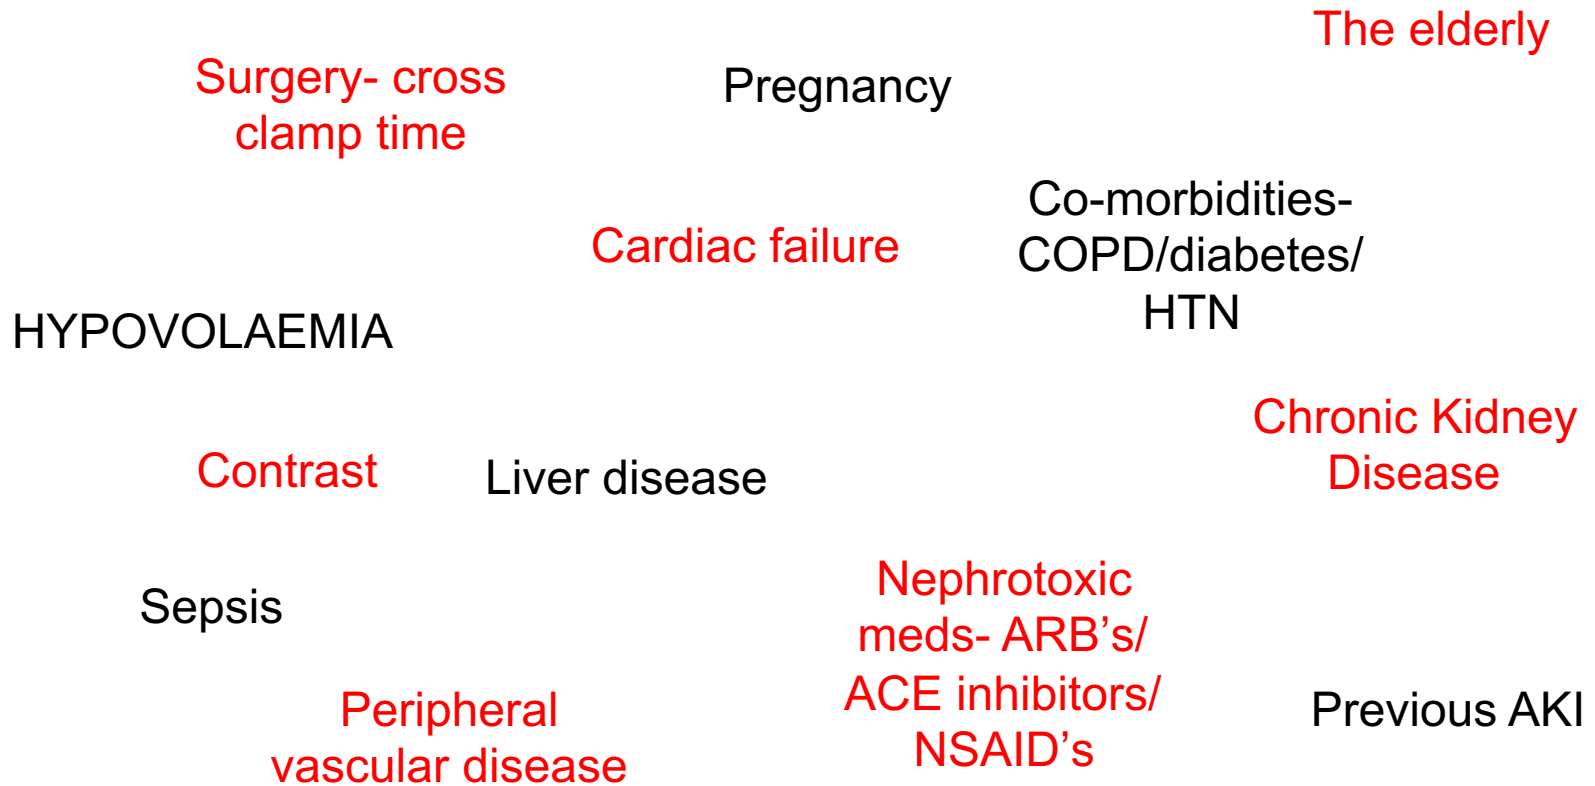 The elderly
Surgery- cross
clamp time
Pregnancy
Co-morbidities-
COPD/diabetes/
HTN
Cardiac failure
HYPOVOLAEMIA
Chronic Kidney
Disease
Contrast
Liver disease
Sepsis
Nephrotoxic
meds- ARB’s/
ACE inhibitors/
NSAID’s
Peripheral
vascular disease
Previous AKI